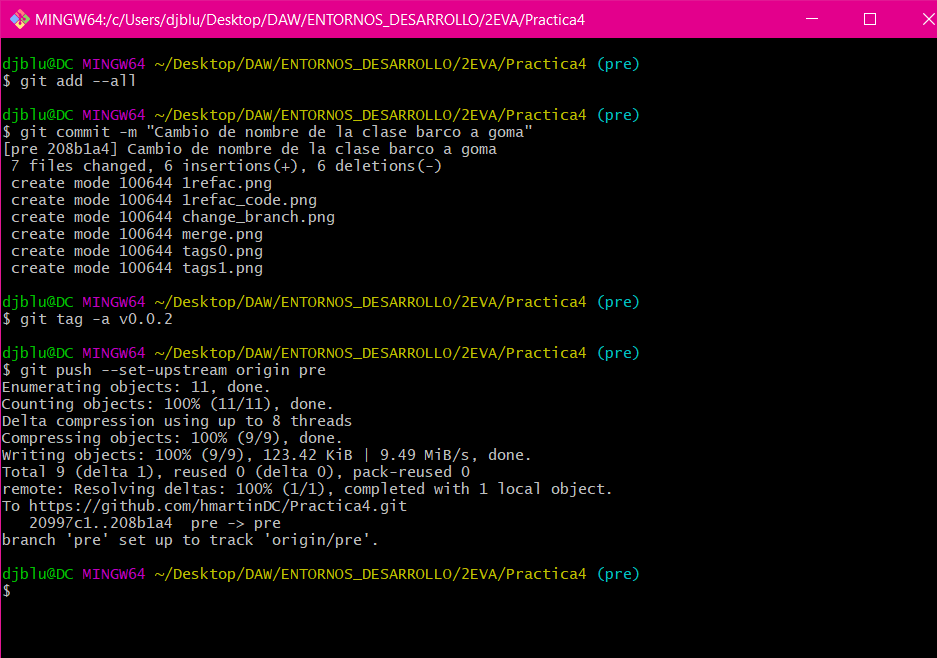 MINGW64:/c/Users/djblu/Desktop/DAW/ENTORNOS_DESARROLLO/2EVA/Practica4
djblu@DC MINGW64 ~/Desktop/DAW/ENTORNOS_DESARROLLO/2EVA/Practica4 (pre)
$ git add --all
djblu@DC MINGW64 ~/Desktop/DAW/ENTORNOS_DESARROLLO/2EVA/Practica4 (pre)
$ git commit -m "Cambio de nombre de la clase barco a goma"
[pre 208b1a4] Cambio de nombre de la clase barco a goma
 7 files changed, 6 insertions(+), 6 deletions(-)
 create mode 100644 1refac.png
 create mode 100644 1refac_code.png
 create mode 100644 change_branch.png
 create mode 100644 merge.png
 create mode 100644 tags0.png
 create mode 100644 tags1.png
djblu@DC MINGW64 ~/Desktop/DAW/ENTORNOS_DESARROLLO/2EVA/Practica4 (pre)
$ git tag -a v0.0.2
djblu@DC MINGW64 ~/Desktop/DAW/ENTORNOS_DESARROLLO/2EVA/Practica4 (pre)
$ git push --set-upstream origin pre
Enumerating objects: 11, done.
Counting objects: 100% (11/11), done.
Delta compression using up to 8 threads
Compressing objects: 100% (9/9), done.
Writing objects: 100% (9/9), 123.42 KiB | 9.49 MiB/s, done.
Total 9 (delta 1), reused 0 (delta 0), pack-reused 0
remote: Resolving deltas: 100% (1/1), completed with 1 local object.
To https://github.com/hmartinDC/Practica4.git
   20997c1..208b1a4  pre -> pre
branch 'pre' set up to track 'origin/pre'.
djblu@DC MINGW64 ~/Desktop/DAW/ENTORNOS_DESARROLLO/2EVA/Practica4 (pre)
$